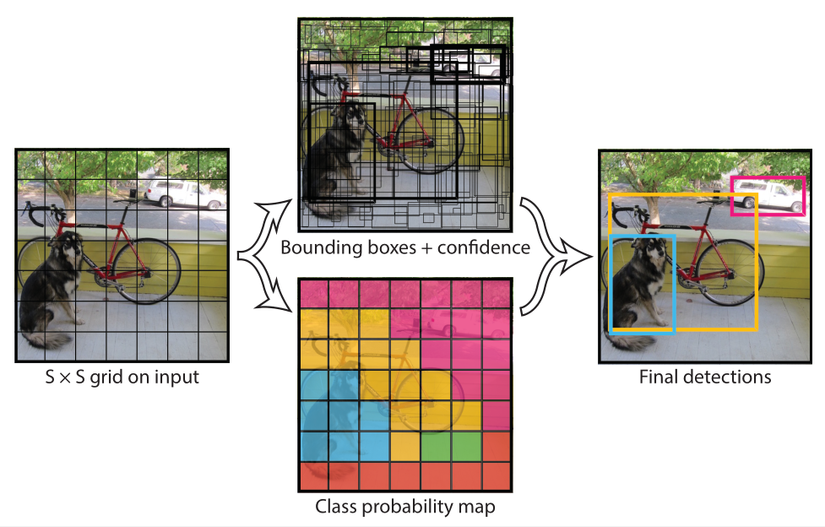 Bounding boxes + confidence
S × S grid on input
Final detections
Class probability map